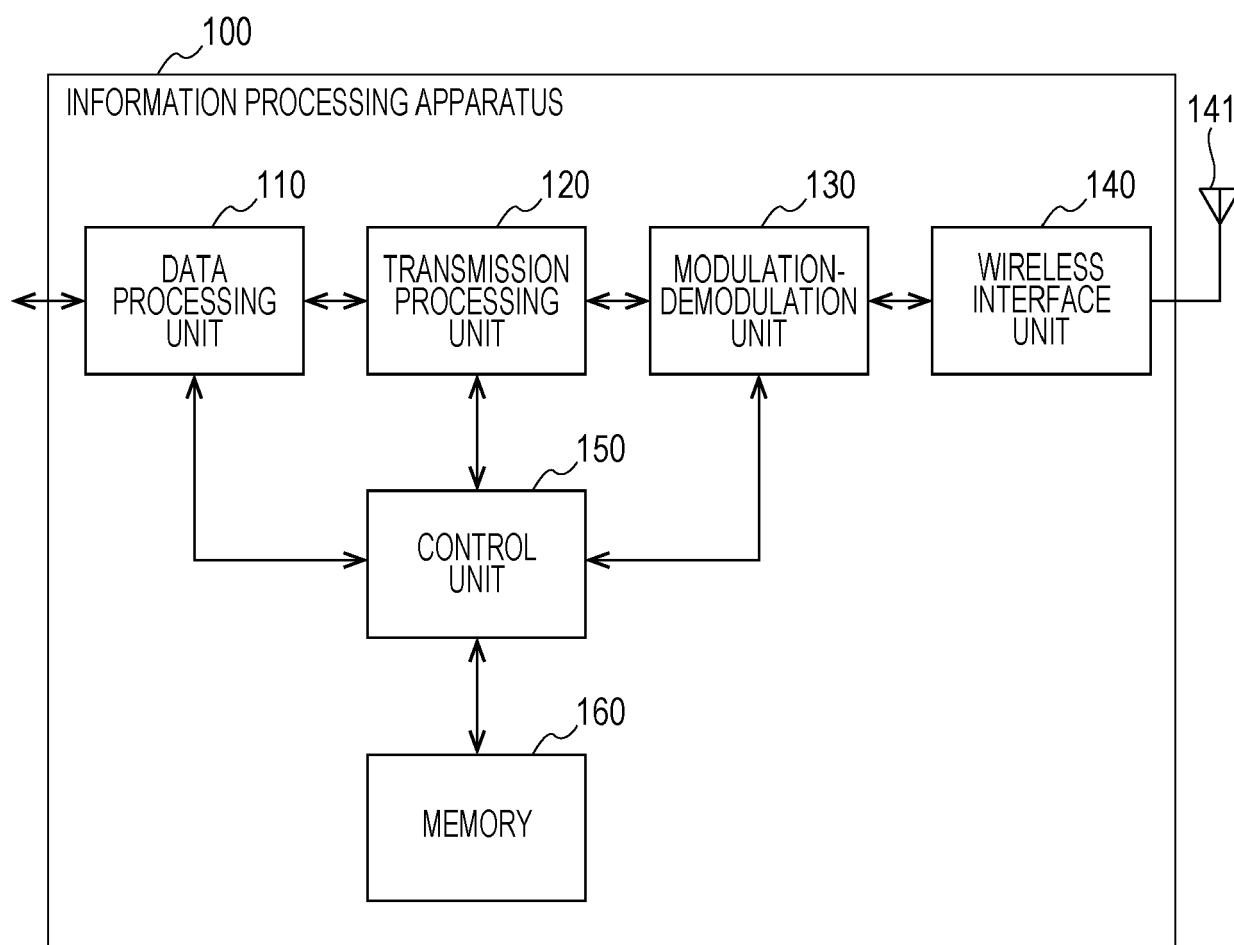 100
INFORMATION PROCESSING APPARATUS
141
110
120
130
140
DATA
PROCESSING
UNIT
TRANSMISSION
PROCESSING
UNIT
MODULATION-
DEMODULATION
UNIT
WIRELESS
INTERFACE
UNIT
150
CONTROL
UNIT
160
MEMORY